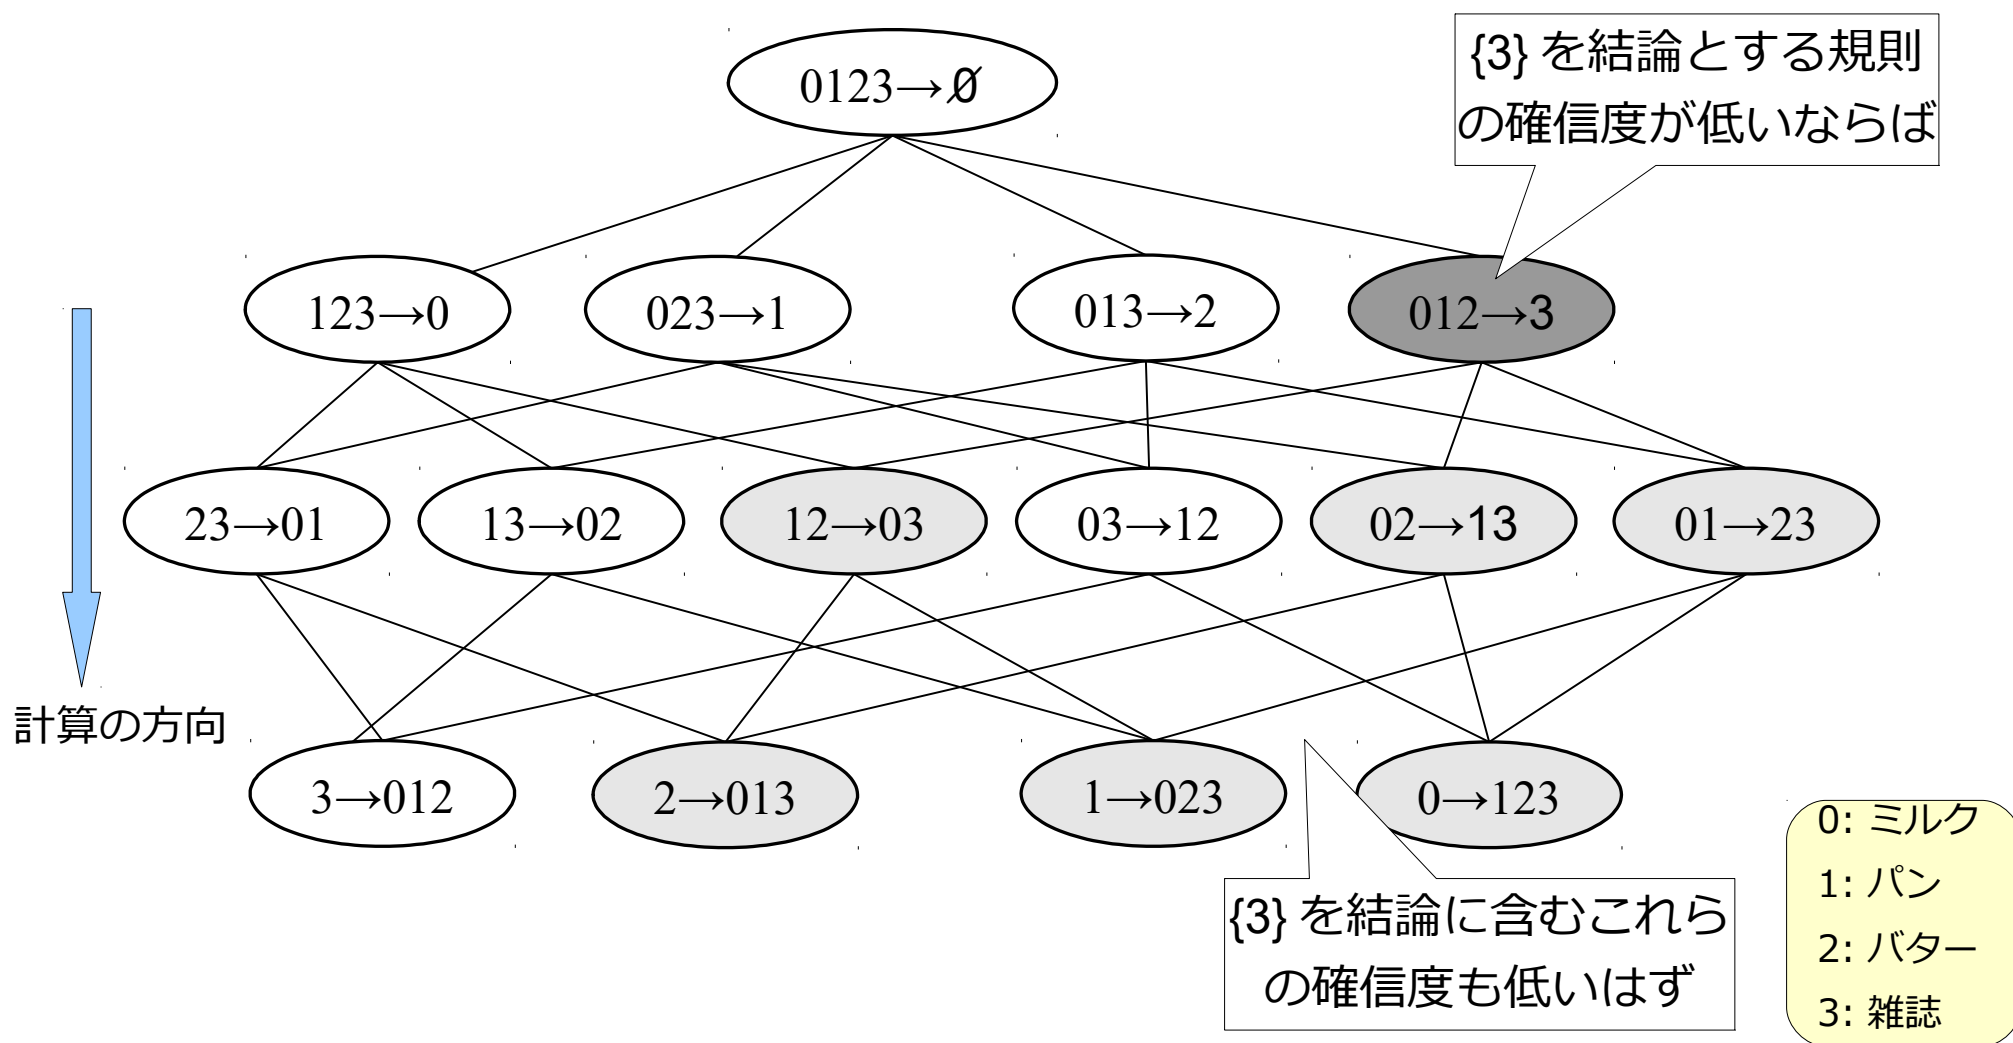 {3} を結論とする規則
の確信度が低いならば
0123→∅
123→0
023→1
013→2
012→3
23→01
13→02
12→03
03→12
02→13
01→23
計算の方向
3→012
2→013
1→023
0→123
{3} を結論に含むこれら
の確信度も低いはず
0: ミルク
1: パン
2: バター
3: 雑誌